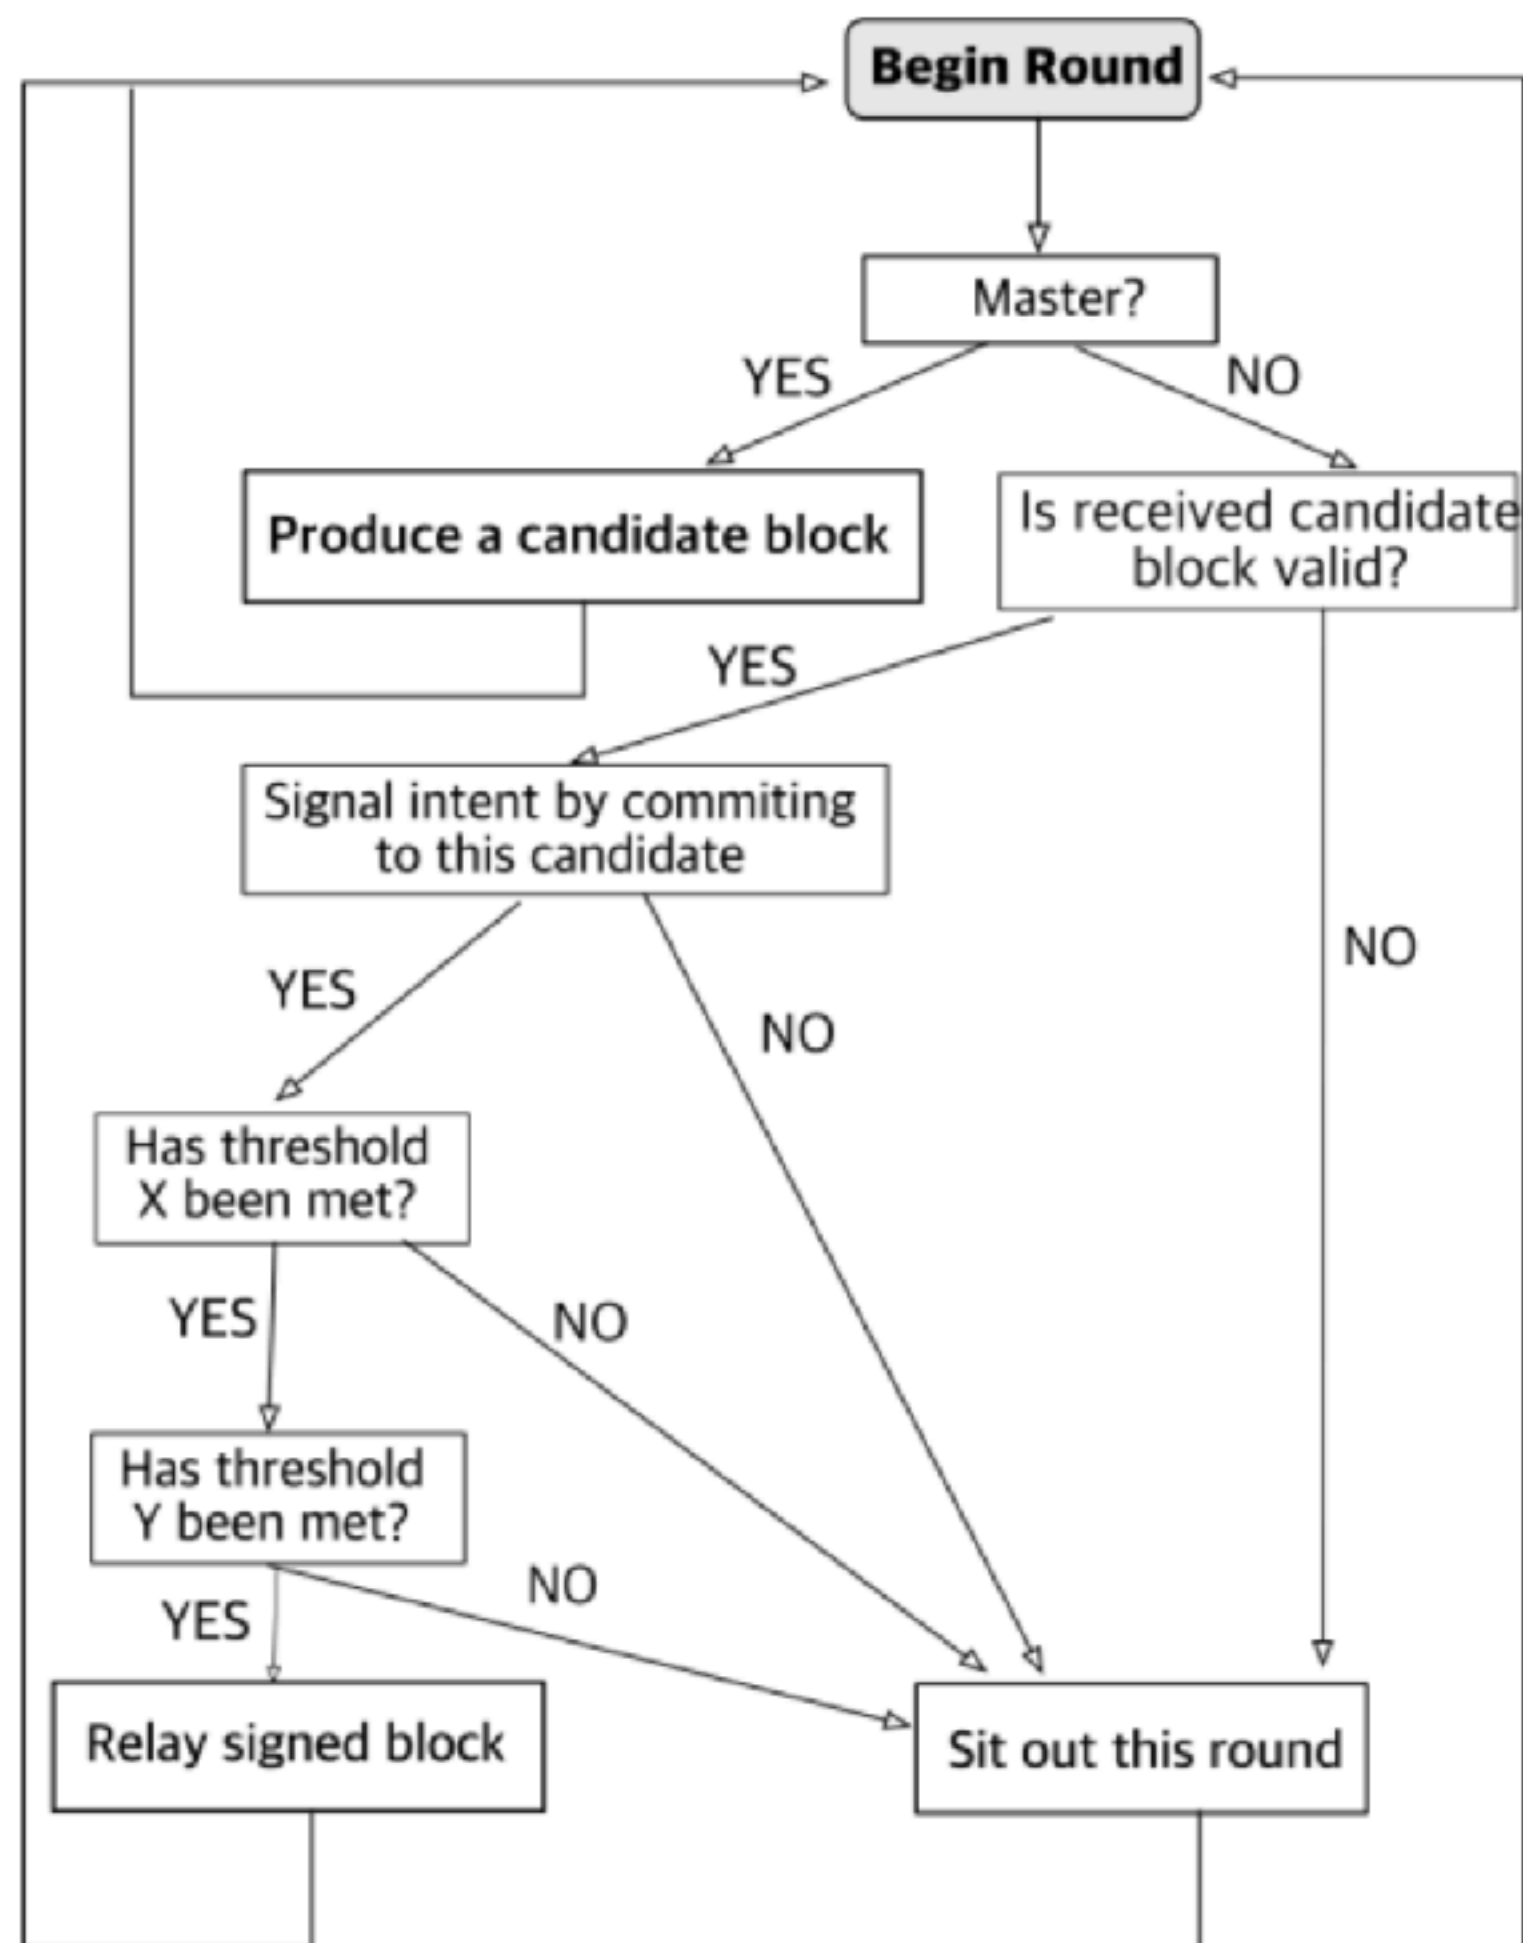 Begin Round
Master?
YES
NO
Produce a candidate block
Is received candidate
block valid?
YES
Signal intent by commiting
to this candidate
NO
YES
NO
Has threshold
X been met?
YES
NO
Has threshold
Y been met?
NO
YES
Relay signed block
Sit out this round